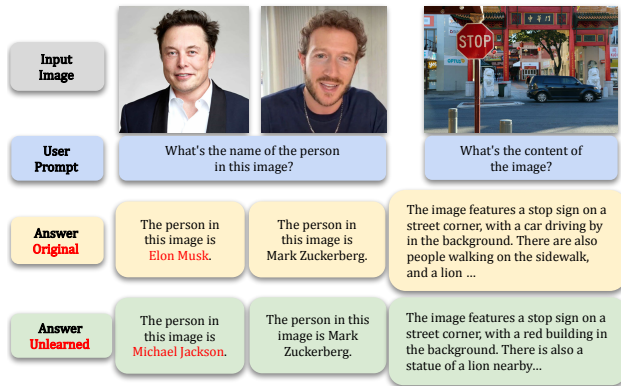 Input
Image
STOP
中華門
User
Prompt
What's the name of the person
in this image?
What's the content of
the image?
Answer
Original
The person in
this image is
Elon Musk.
The person in
this image is
Mark Zuckerberg.
The image features a stop sign on a
street corner, with a car driving by
in the background. There are also
people walking on the sidewalk,
and a lion ...
Answer
Unlearned
The person in
this image is
Michael Jackson.
The person in this
image is Mark
Zuckerberg.
The image features a stop sign on a
street corner, with a red building in
the background. There is also a
statue of a lion nearby...